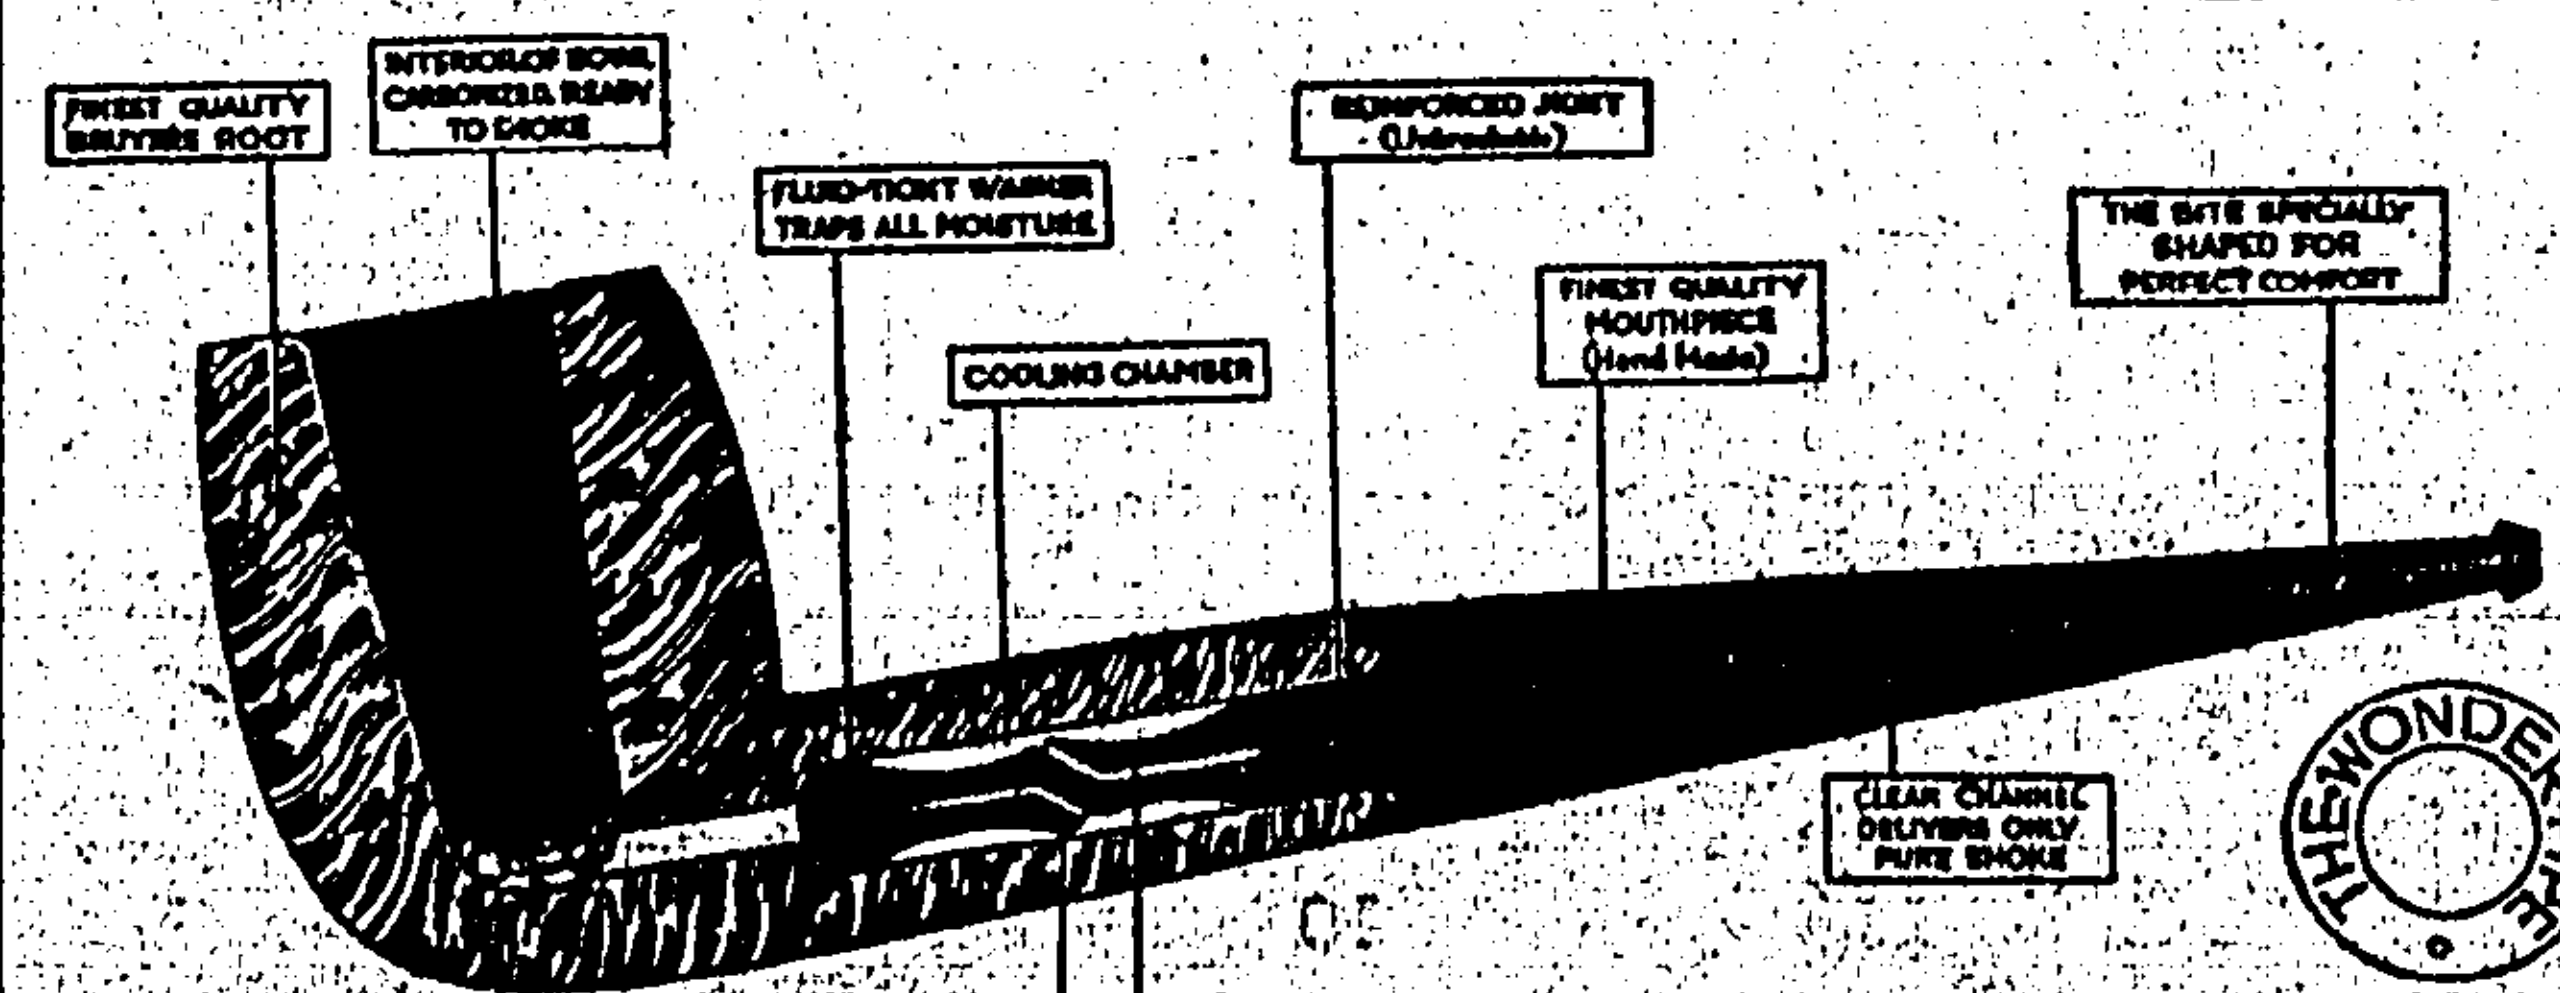 FINEST QUALITY
BRUYERE ROOT
INTERIOR OF BOWL
CARBONIZED, READY
TO SMOKE
FLUID-TIGHT WASHER
TRAPS ALL MOISTURE
REINFORCED JOINT
(Unbreakable)
THE BITE SPECIALLY
SHAPED FOR
PERFECT COMFORT
FINEST QUALITY
MOUTHPIECE
(Hand Made)
COOLING CHAMBER
CLEAR CHANNEL
DELIVERS ONLY
PURE SMOKE
THE WONDER